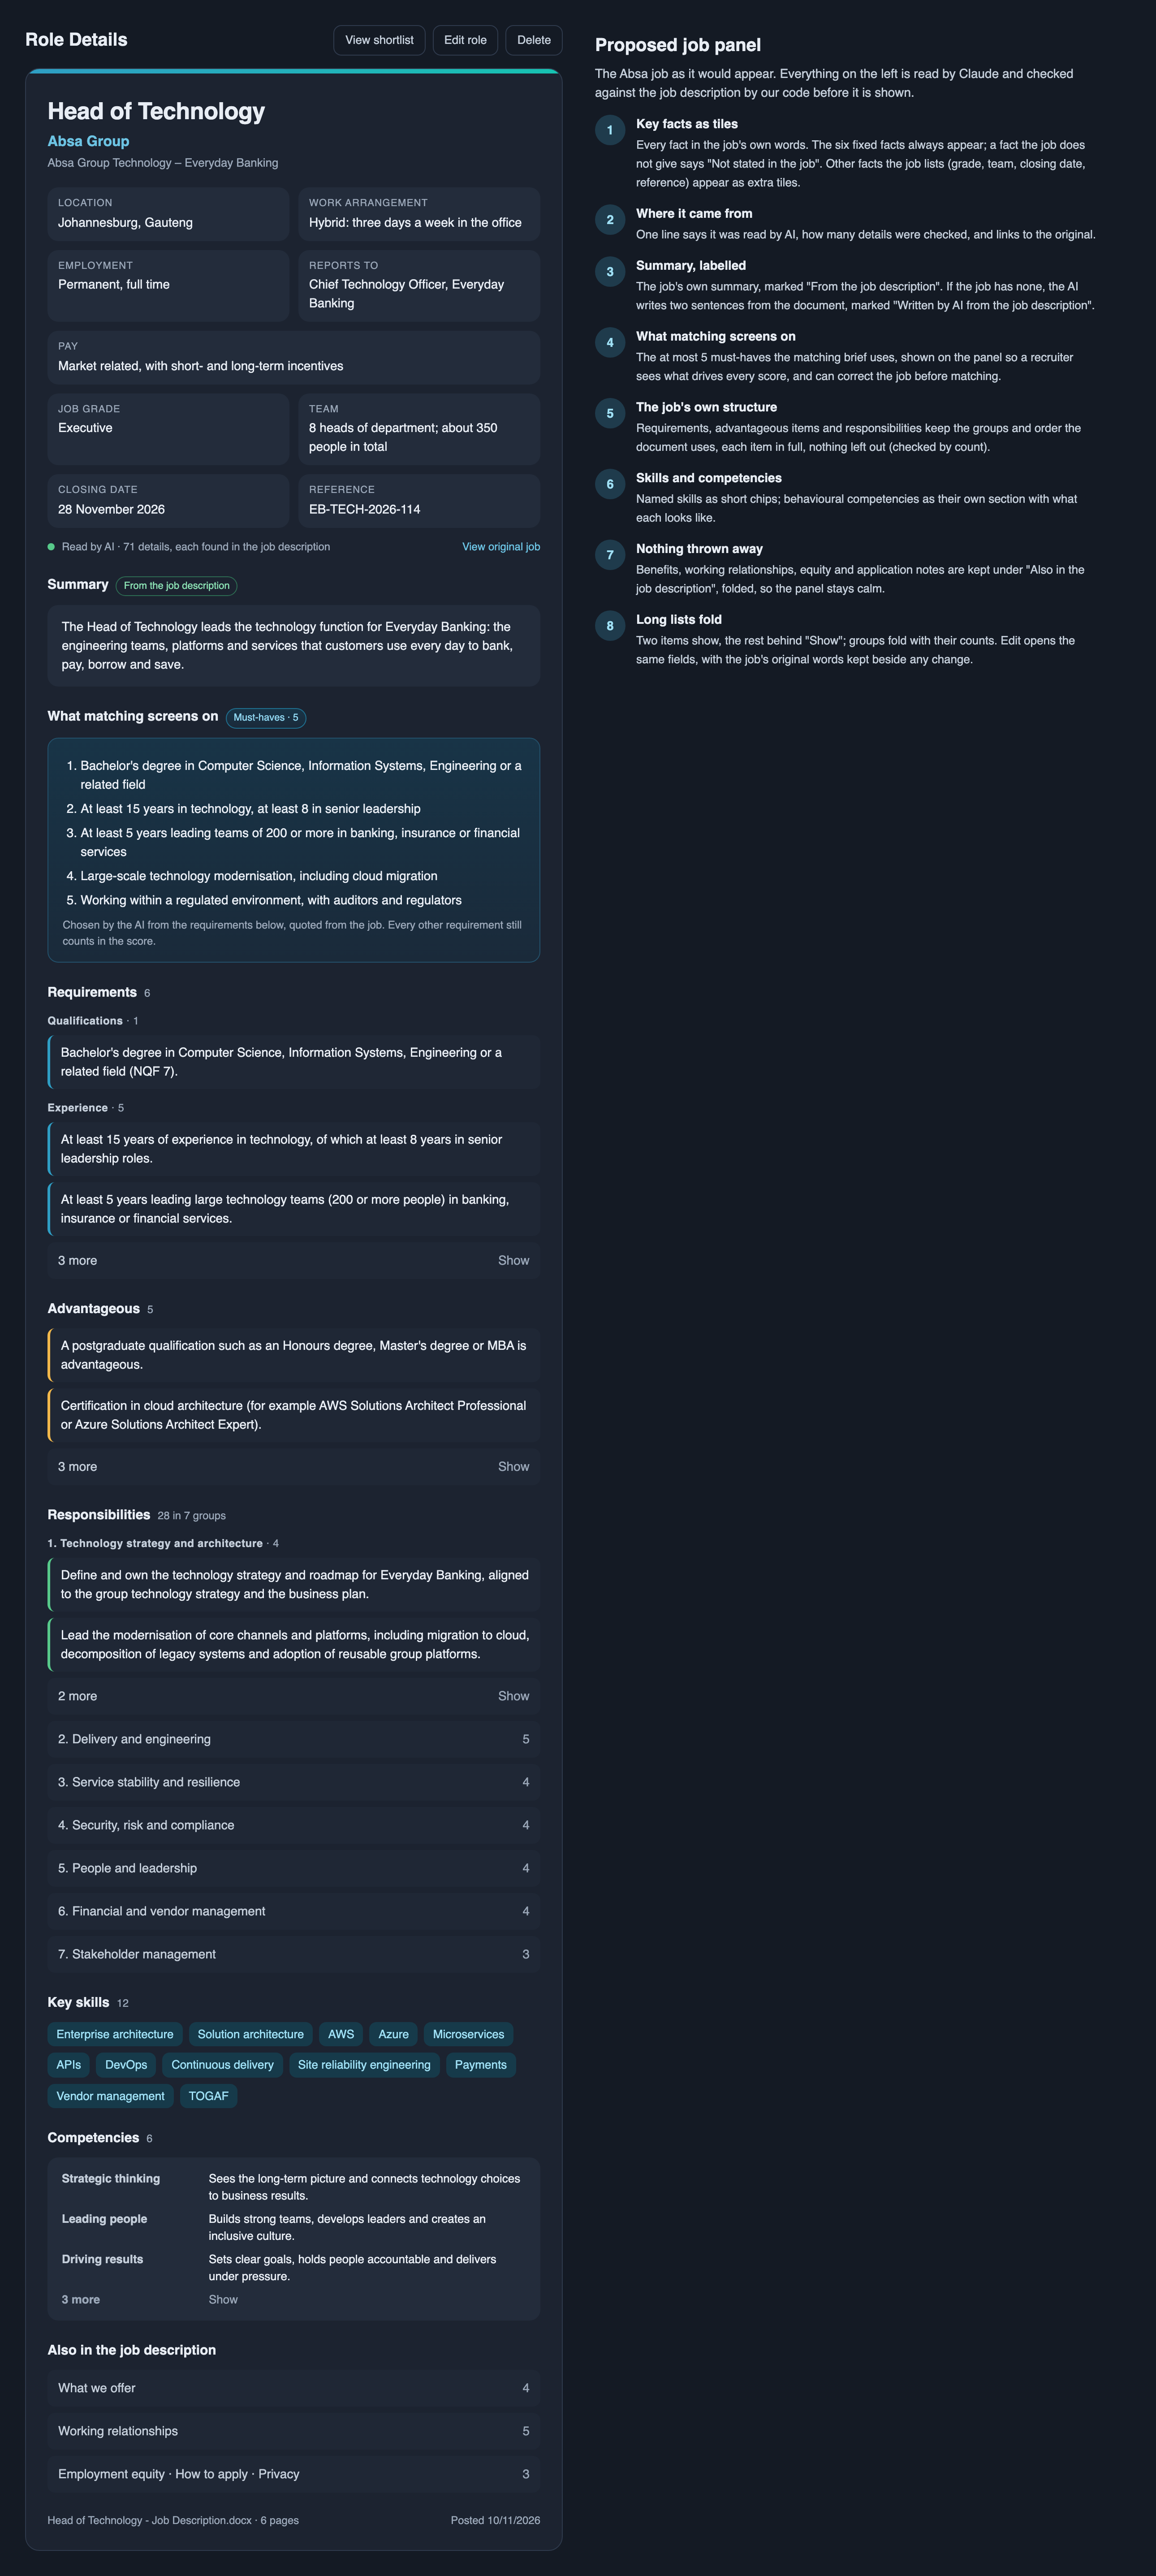 Role Details
View shortlist
Edit role
Delete
Head of Technology
Absa Group
Absa Group Technology – Everyday Banking
LOCATION
Johannesburg, Gauteng
WORK ARRANGEMENT
Hybrid: three days a week in the office
EMPLOYMENT
Permanent, full time
REPORTS TO
Chief Technology Officer, Everyday
Banking
PAY
Market related, with short- and long-term incentives
JOB GRADE
Executive
TEAM
8 heads of department; about 350
people in total
CLOSING DATE
28 November 2026
REFERENCE
EB-TECH-2026-114
Read by AI · 71 details, each found in the job description
View original job
Summary
From the job description
The Head of Technology leads the technology function for Everyday Banking: the
engineering teams, platforms and services that customers use every day to bank,
pay, borrow and save.
What matching screens on
Must-haves · 5
1. Bachelor's degree in Computer Science, Information Systems, Engineering or a
related field
2. At least 15 years in technology, at least 8 in senior leadership
3. At least 5 years leading teams of 200 or more in banking, insurance or financial
services
4. Large-scale technology modernisation, including cloud migration
5. Working within a regulated environment, with auditors and regulators
Chosen by the AI from the requirements below, quoted from the job. Every other requirement still
counts in the score.
Requirements 6
Qualifications · 1
Bachelor's degree in Computer Science, Information Systems, Engineering or a
related field (NQF 7).
Experience · 5
At least 15 years of experience in technology, of which at least 8 years in senior
leadership roles.
At least 5 years leading large technology teams (200 or more people) in banking,
insurance or financial services.
3 more
Show
Advantageous 5
A postgraduate qualification such as an Honours degree, Master's degree or MBA is
advantageous.
Certification in cloud architecture (for example AWS Solutions Architect Professional
or Azure Solutions Architect Expert).
3 more
Show
Responsibilities 28 in 7 groups
1. Technology strategy and architecture · 4
Define and own the technology strategy and roadmap for Everyday Banking, aligned
to the group technology strategy and the business plan.
Lead the modernisation of core channels and platforms, including migration to cloud,
decomposition of legacy systems and adoption of reusable group platforms.
2 more
Show
2. Delivery and engineering
5
3. Service stability and resilience
4
4. Security, risk and compliance
4
5. People and leadership
4
6. Financial and vendor management
4
7. Stakeholder management
3
Key skills 12
Enterprise architecture
Solution architecture
AWS
Azure
Microservices
APIs
DevOps
Continuous delivery
Site reliability engineering
Payments
Vendor management
TOGAF
Competencies 6
Strategic thinking
Sees the long-term picture and connects technology choices
to business results.
Leading people
Builds strong teams, develops leaders and creates an
inclusive culture.
Driving results
Sets clear goals, holds people accountable and delivers
under pressure.
3 more
Show
Also in the job description
What we offer
4
Working relationships
5
Employment equity · How to apply · Privacy
3
Head of Technology - Job Description.docx · 6 pages
Posted 10/11/2026
Proposed job panel
The Absa job as it would appear. Everything on the left is read by Claude and checked
against the job description by our code before it is shown.
1
Key facts as tiles
Every fact in the job's own words. The six fixed facts always appear; a fact the job does
not give says "Not stated in the job". Other facts the job lists (grade, team, closing date,
reference) appear as extra tiles.
2
Where it came from
One line says it was read by AI, how many details were checked, and links to the original.
3
Summary, labelled
The job's own summary, marked "From the job description". If the job has none, the AI
writes two sentences from the document, marked "Written by AI from the job description".
4
What matching screens on
The at most 5 must-haves the matching brief uses, shown on the panel so a recruiter
sees what drives every score, and can correct the job before matching.
5
The job's own structure
Requirements, advantageous items and responsibilities keep the groups and order the
document uses, each item in full, nothing left out (checked by count).
6
Skills and competencies
Named skills as short chips; behavioural competencies as their own section with what
each looks like.
7
Nothing thrown away
Benefits, working relationships, equity and application notes are kept under "Also in the
job description", folded, so the panel stays calm.
8
Long lists fold
Two items show, the rest behind "Show"; groups fold with their counts. Edit opens the
same fields, with the job's original words kept beside any change.